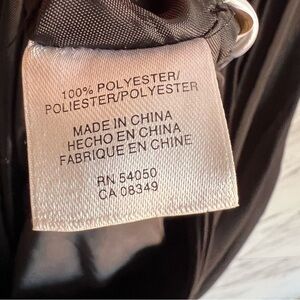 100% POLYESTER/
POLIESTER/POLYESTER
MADE IN CHINA
HECHO EN CHINA
FABRIQUE EN CHINE
RN 54050
CA 08349